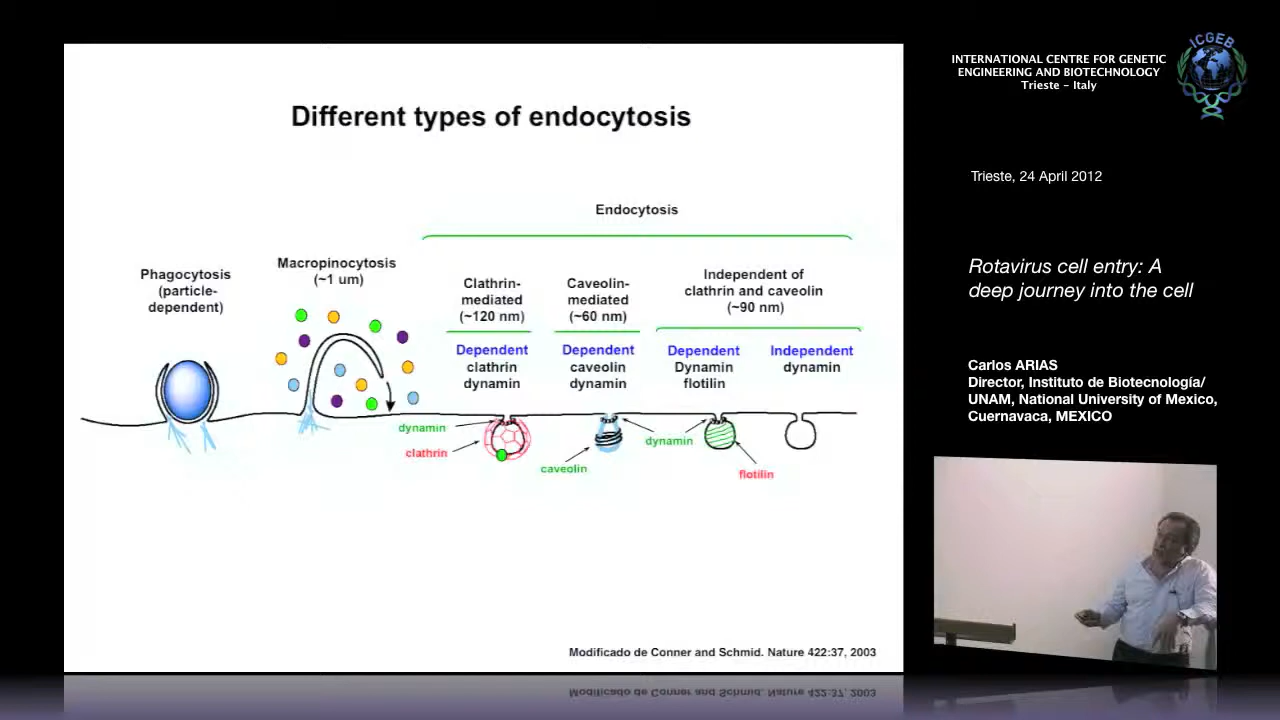 Different types of endocytosis
Endocytosis
Phagocytosis
(particle-
dependent)
Macropinocytosis
(~1 um)
Clathrin-
mediated
(~120 nm)
Caveolin-
mediated
(~60 nm)
Independent of
clathrin and caveolin
(~90 nm)
Dependent
clathrin
dynamin
Dependent
caveolin
dynamin
Dependent
Dynamin
flotilin
Independent
dynamin
dynamin
clathrin
caveolin
dynamin
flotilin
Modificado de Conner and Schmid. Nature 422:37, 2003
INTERNATIONAL CENTRE FOR GENETIC
ENGINEERING AND BIOTECHNOLOGY
Trieste - Italy
ICGEB
Trieste, 24 April 2012
Rotavirus cell entry: A
deep journey into the cell
Carlos ARIAS
Director, Instituto de Biotecnología/
UNAM, National University of Mexico,
Cuernavaca, MEXICO